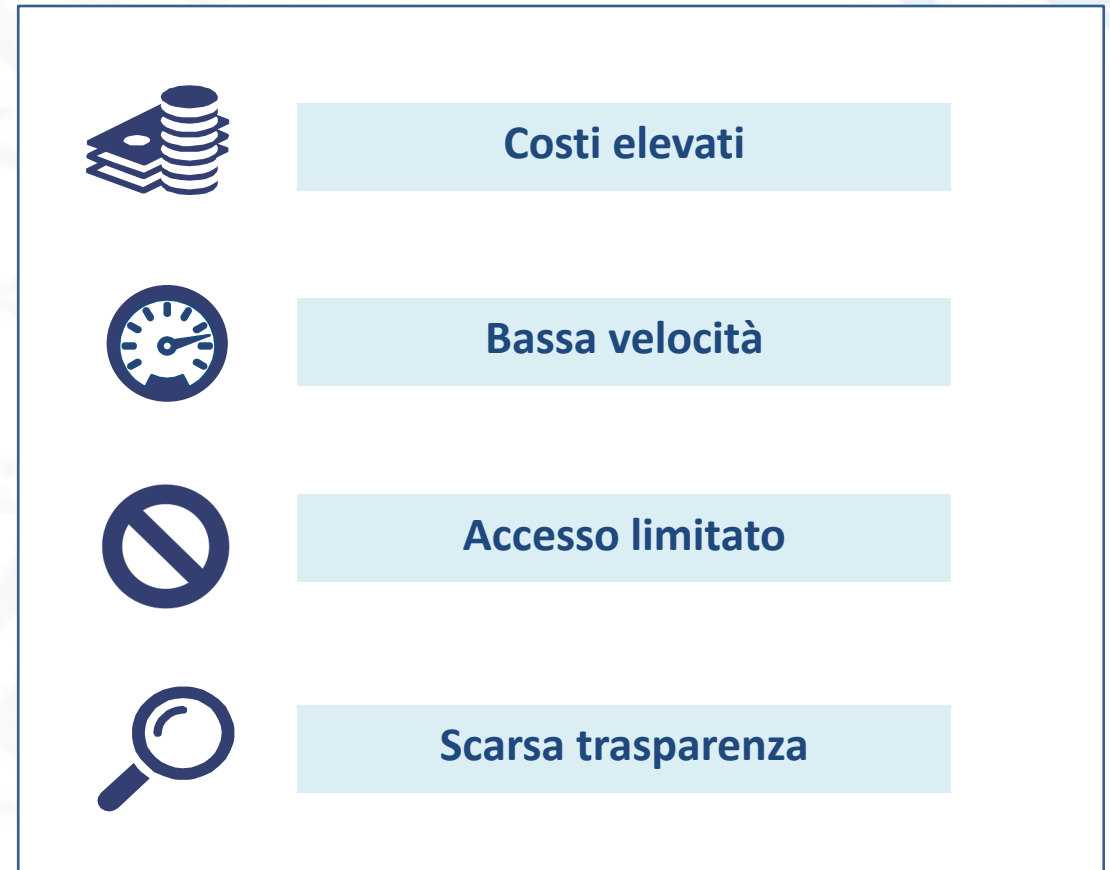 Costi elevati
Bassa velocità
Accesso limitato
Scarsa trasparenza